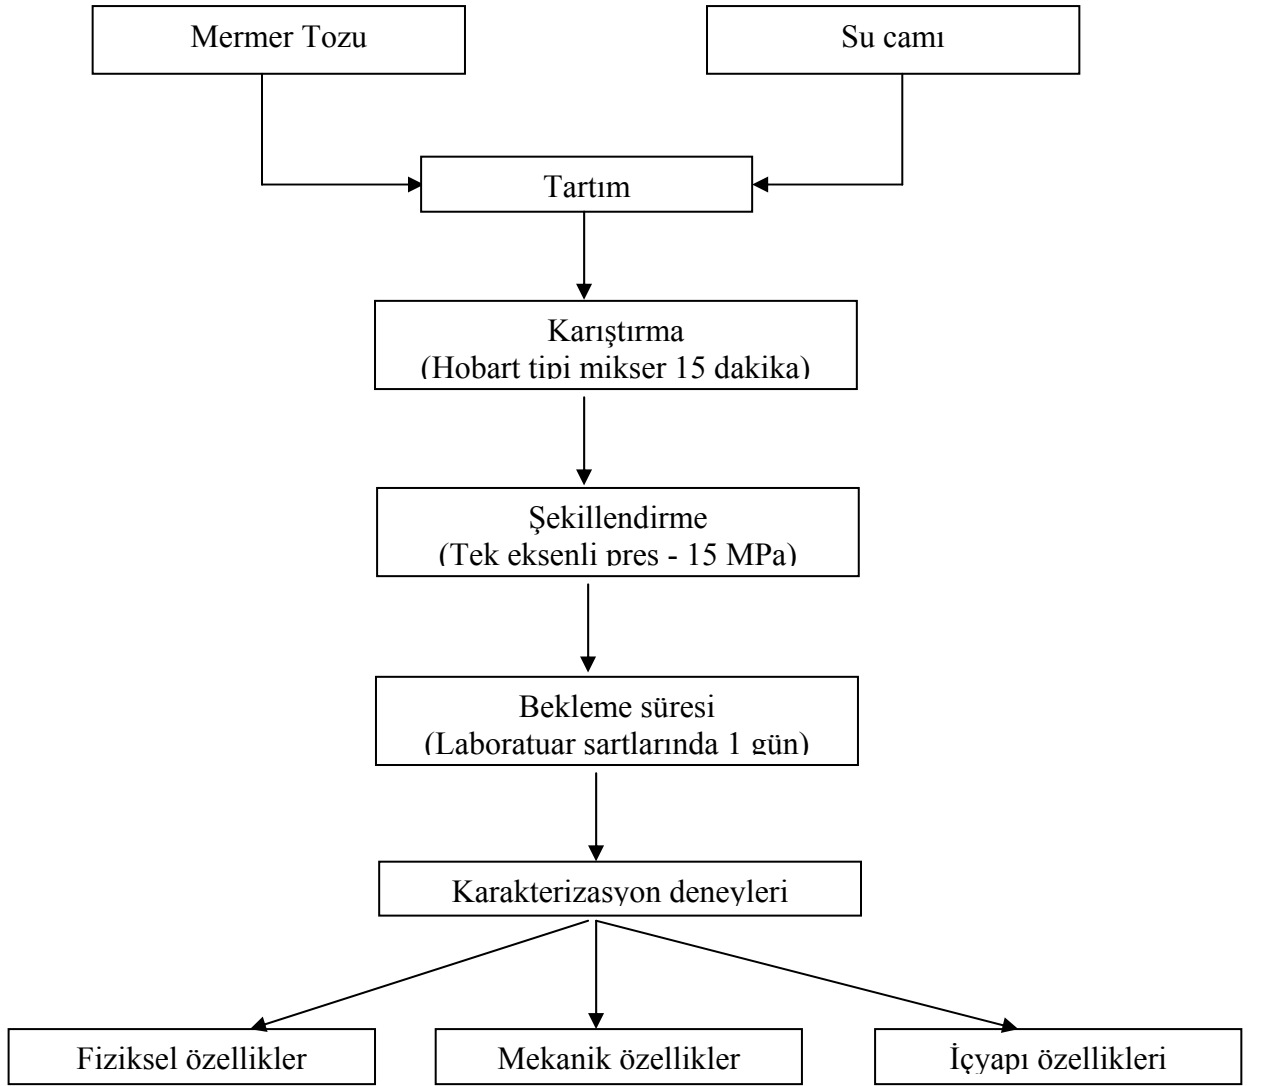 Mermer Tozu
Su camı
Tartım
Karıştırma
(Hobart tipi mikser 15 dakika)
Şekillendirme
(Tek eksenli pres - 15 MPa)
Bekleme süresi
(Laboratuar şartlarında 1 gün)
Karakterizasyon deneyleri
Fiziksel özellikler
Mekanik özellikler
İçyapı özellikleri